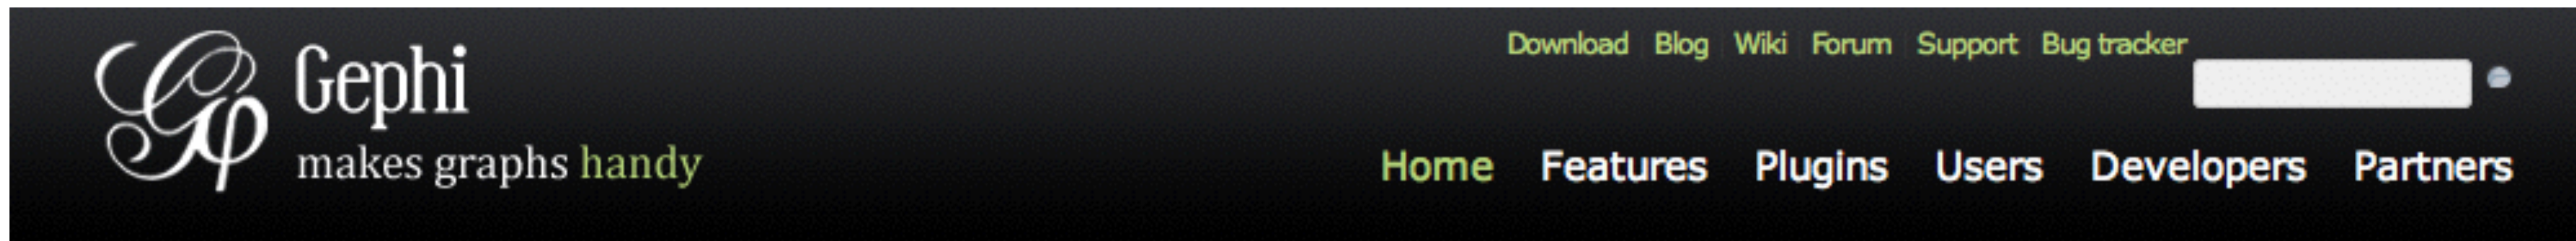 Gephi
makes graphs handy
Download Blog Wiki Forum Support Bug tracker
Home Features Plugins Users Developers Partners